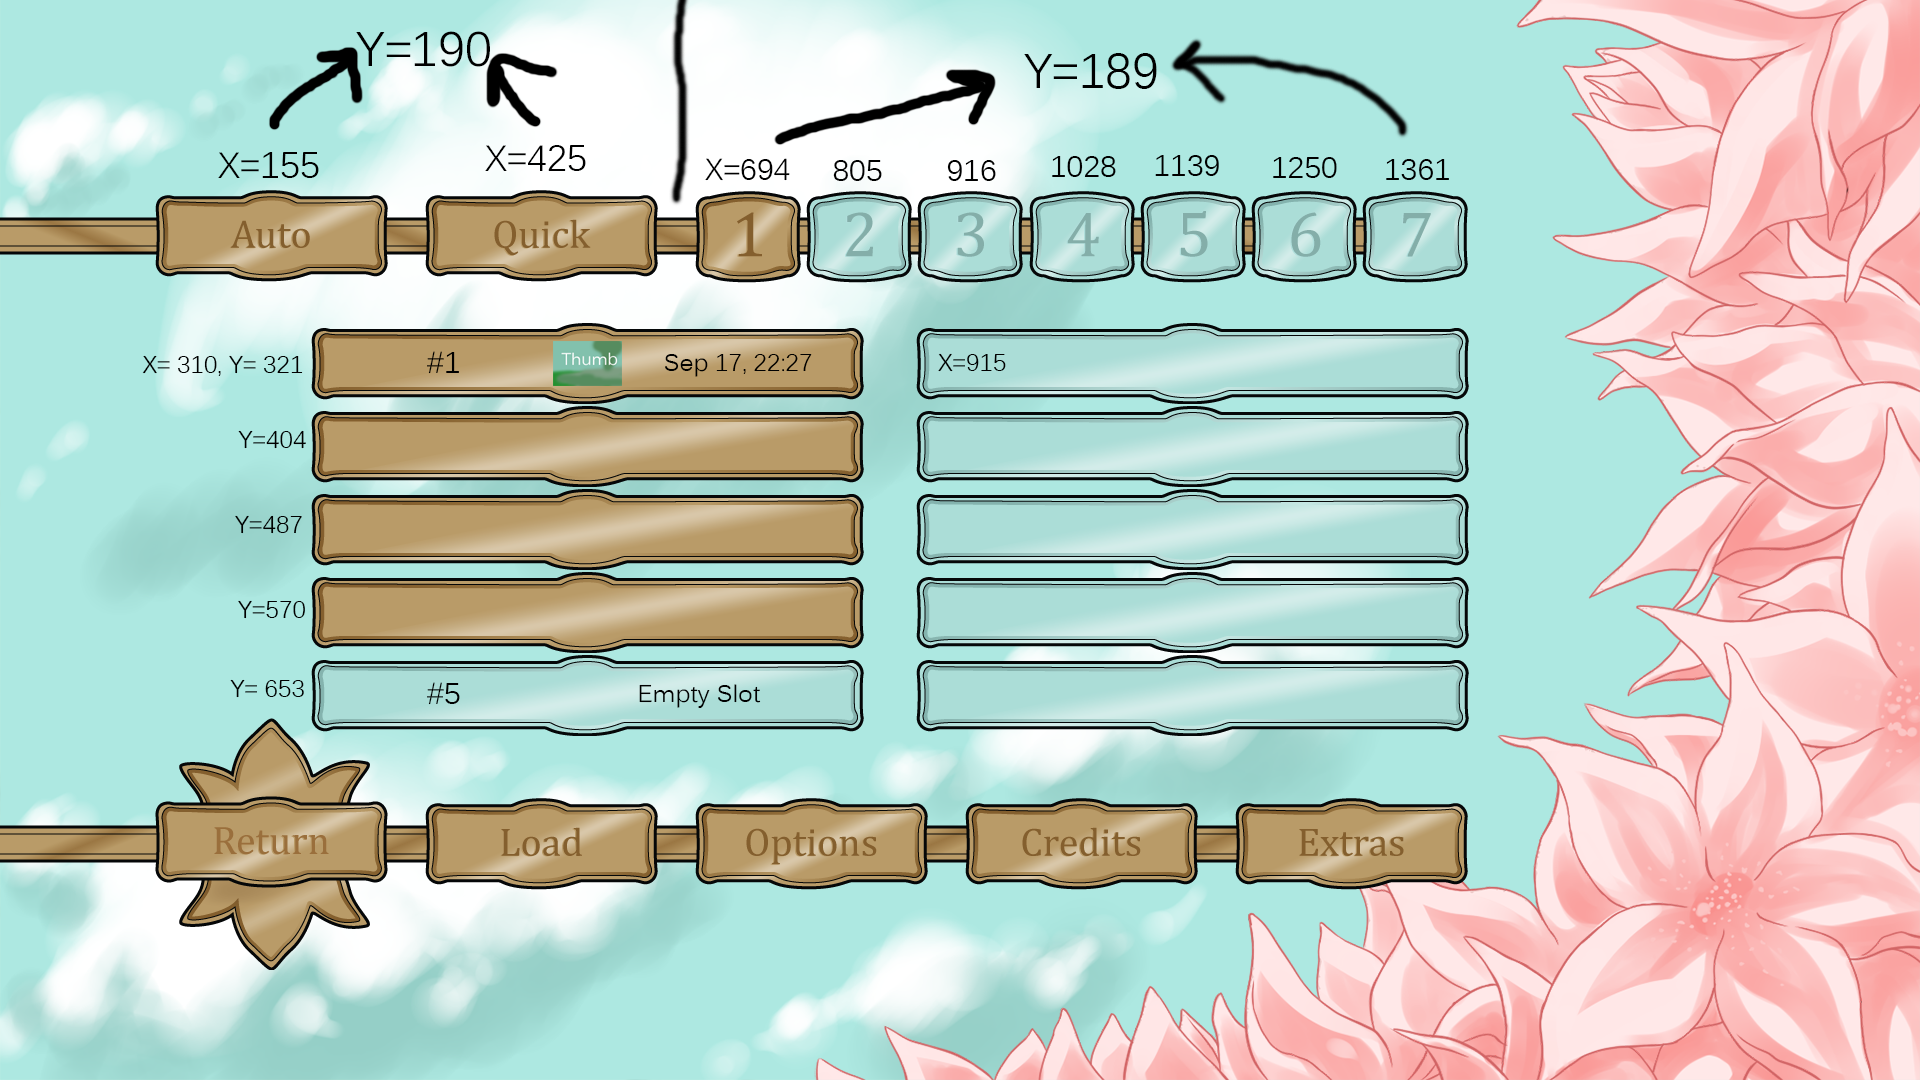 Y=190
Y=189
X=155
X=425
X=694
805
916
1028
1139
1250
1361
Auto
Quick
1
2
3
4
5
6
7
X= 310, Y= 321
#1
Thumb
Sep 17, 22:27
X=915
Y=404
Y=487
Y=570
Y= 653
#5
Empty Slot
Return
Load
Options
Credits
Extras